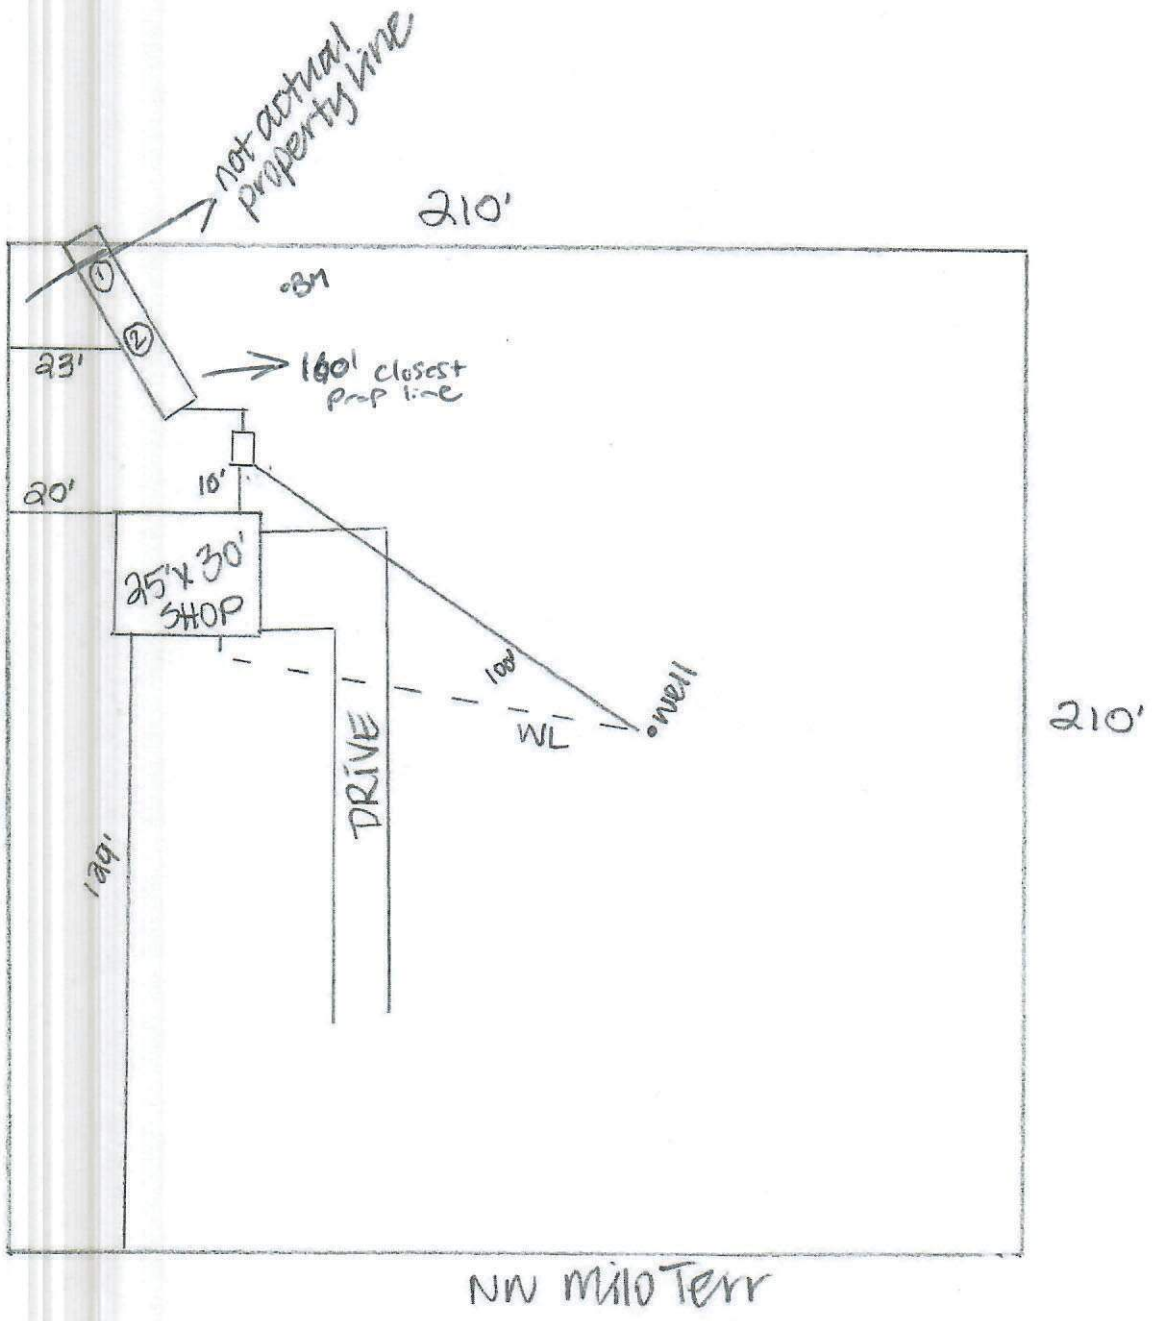 not actual
property line
210'
①
•BM
②
23'
closest
prop line
20'
10'
25'x30'
SHOP
100'
•well
WL
210'
DRIVE
129'
NW Milo Terr